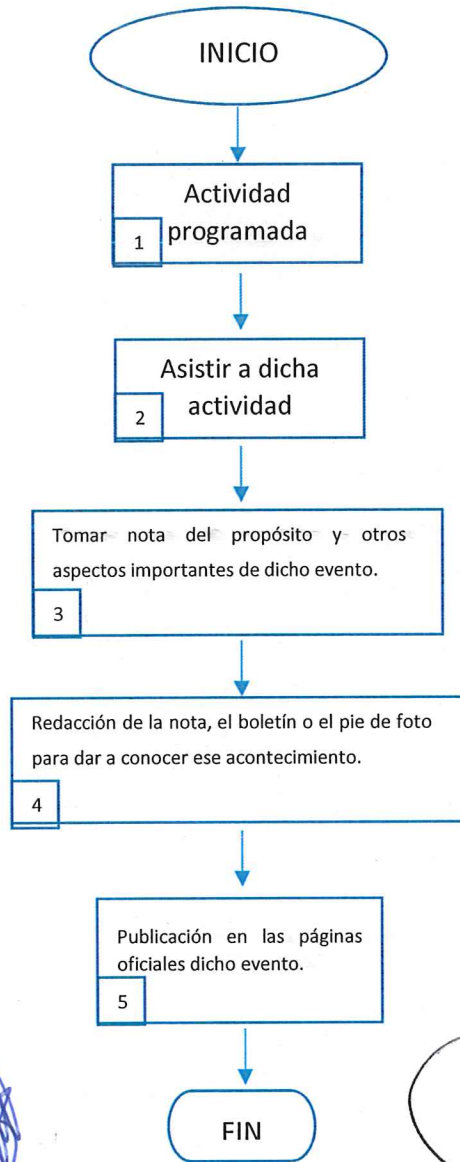 INICIO
Actividad
programada
1
Asistir a dicha
actividad
2
Tomar nota del propósito y otros
aspectos importantes de dicho evento.
3
Redacción de la nota, el boletín o el pie de foto
para dar a conocer ese acontecimiento.
4
Publicación en las páginas
oficiales dicho evento.
5
FIN